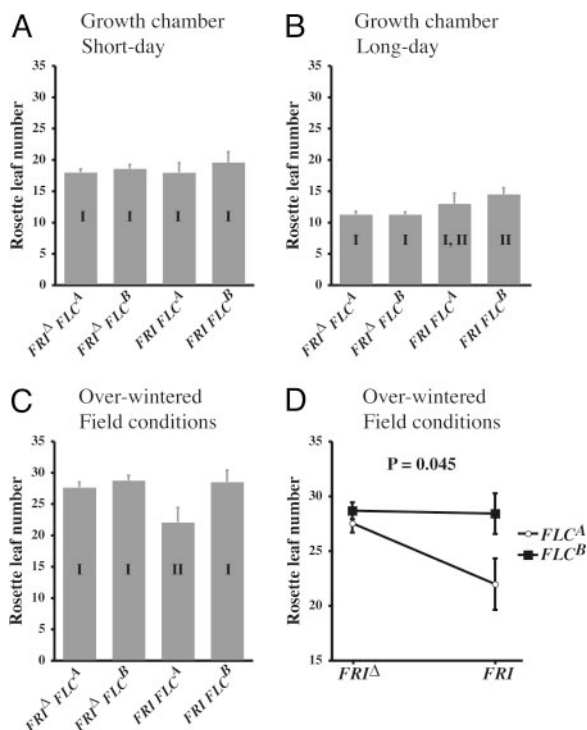 A
Growth chamber
Short-day
35
30
25
20
15
10
5
0
Rosette leaf number
I
I
I
I
FRIΔ FLCA
FRIΔ FLCB
FRI FLCA
FRI FLCB
B
Growth chamber
Long-day
35
30
25
20
15
10
5
0
Rosette leaf number
I
I
I, II
II
FRIΔ FLCA
FRIΔ FLCB
FRI FLCA
FRI FLCB
C
Over-wintered
Field conditions
35
30
25
20
15
10
5
0
Rosette leaf number
I
I
II
I
FRIΔ FLCA
FRIΔ FLCB
FRI FLCA
FRI FLCB
D
Over-wintered
Field conditions
35
31
27
23
19
15
Rosette leaf number
P = 0.045
FLCA
FLCB
FRIΔ
FRI